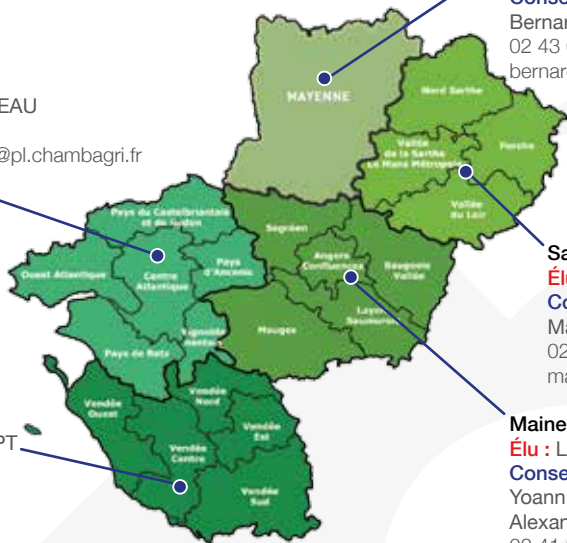 Conse
Bernar
02 43
bernar
EAU
@pl.chambagri.fr
MAYENNE
Nord Sarthe
Perche
Vallée
de la Sarthe
Le Mans Métropole
Vallée
du Loir
Pays du Castelbriantais
et de Redon
Segréen
Ouest Atlantique
Centre
Atlantique
Pays
d'Ancenis
Angers
Confluences
Baugeois
Vallée
Layon
Saumurois
Mauges
Vignoble
nantais
Pays de Retz
Vendée
Ouest
Vendée
Nord
Vendée
Est
Vendée
Centre
Vendée
Sud
PT
Sa
Élu
Co
Ma
02
ma
Maine
Élu : L
Conse
Yoann
Alexan